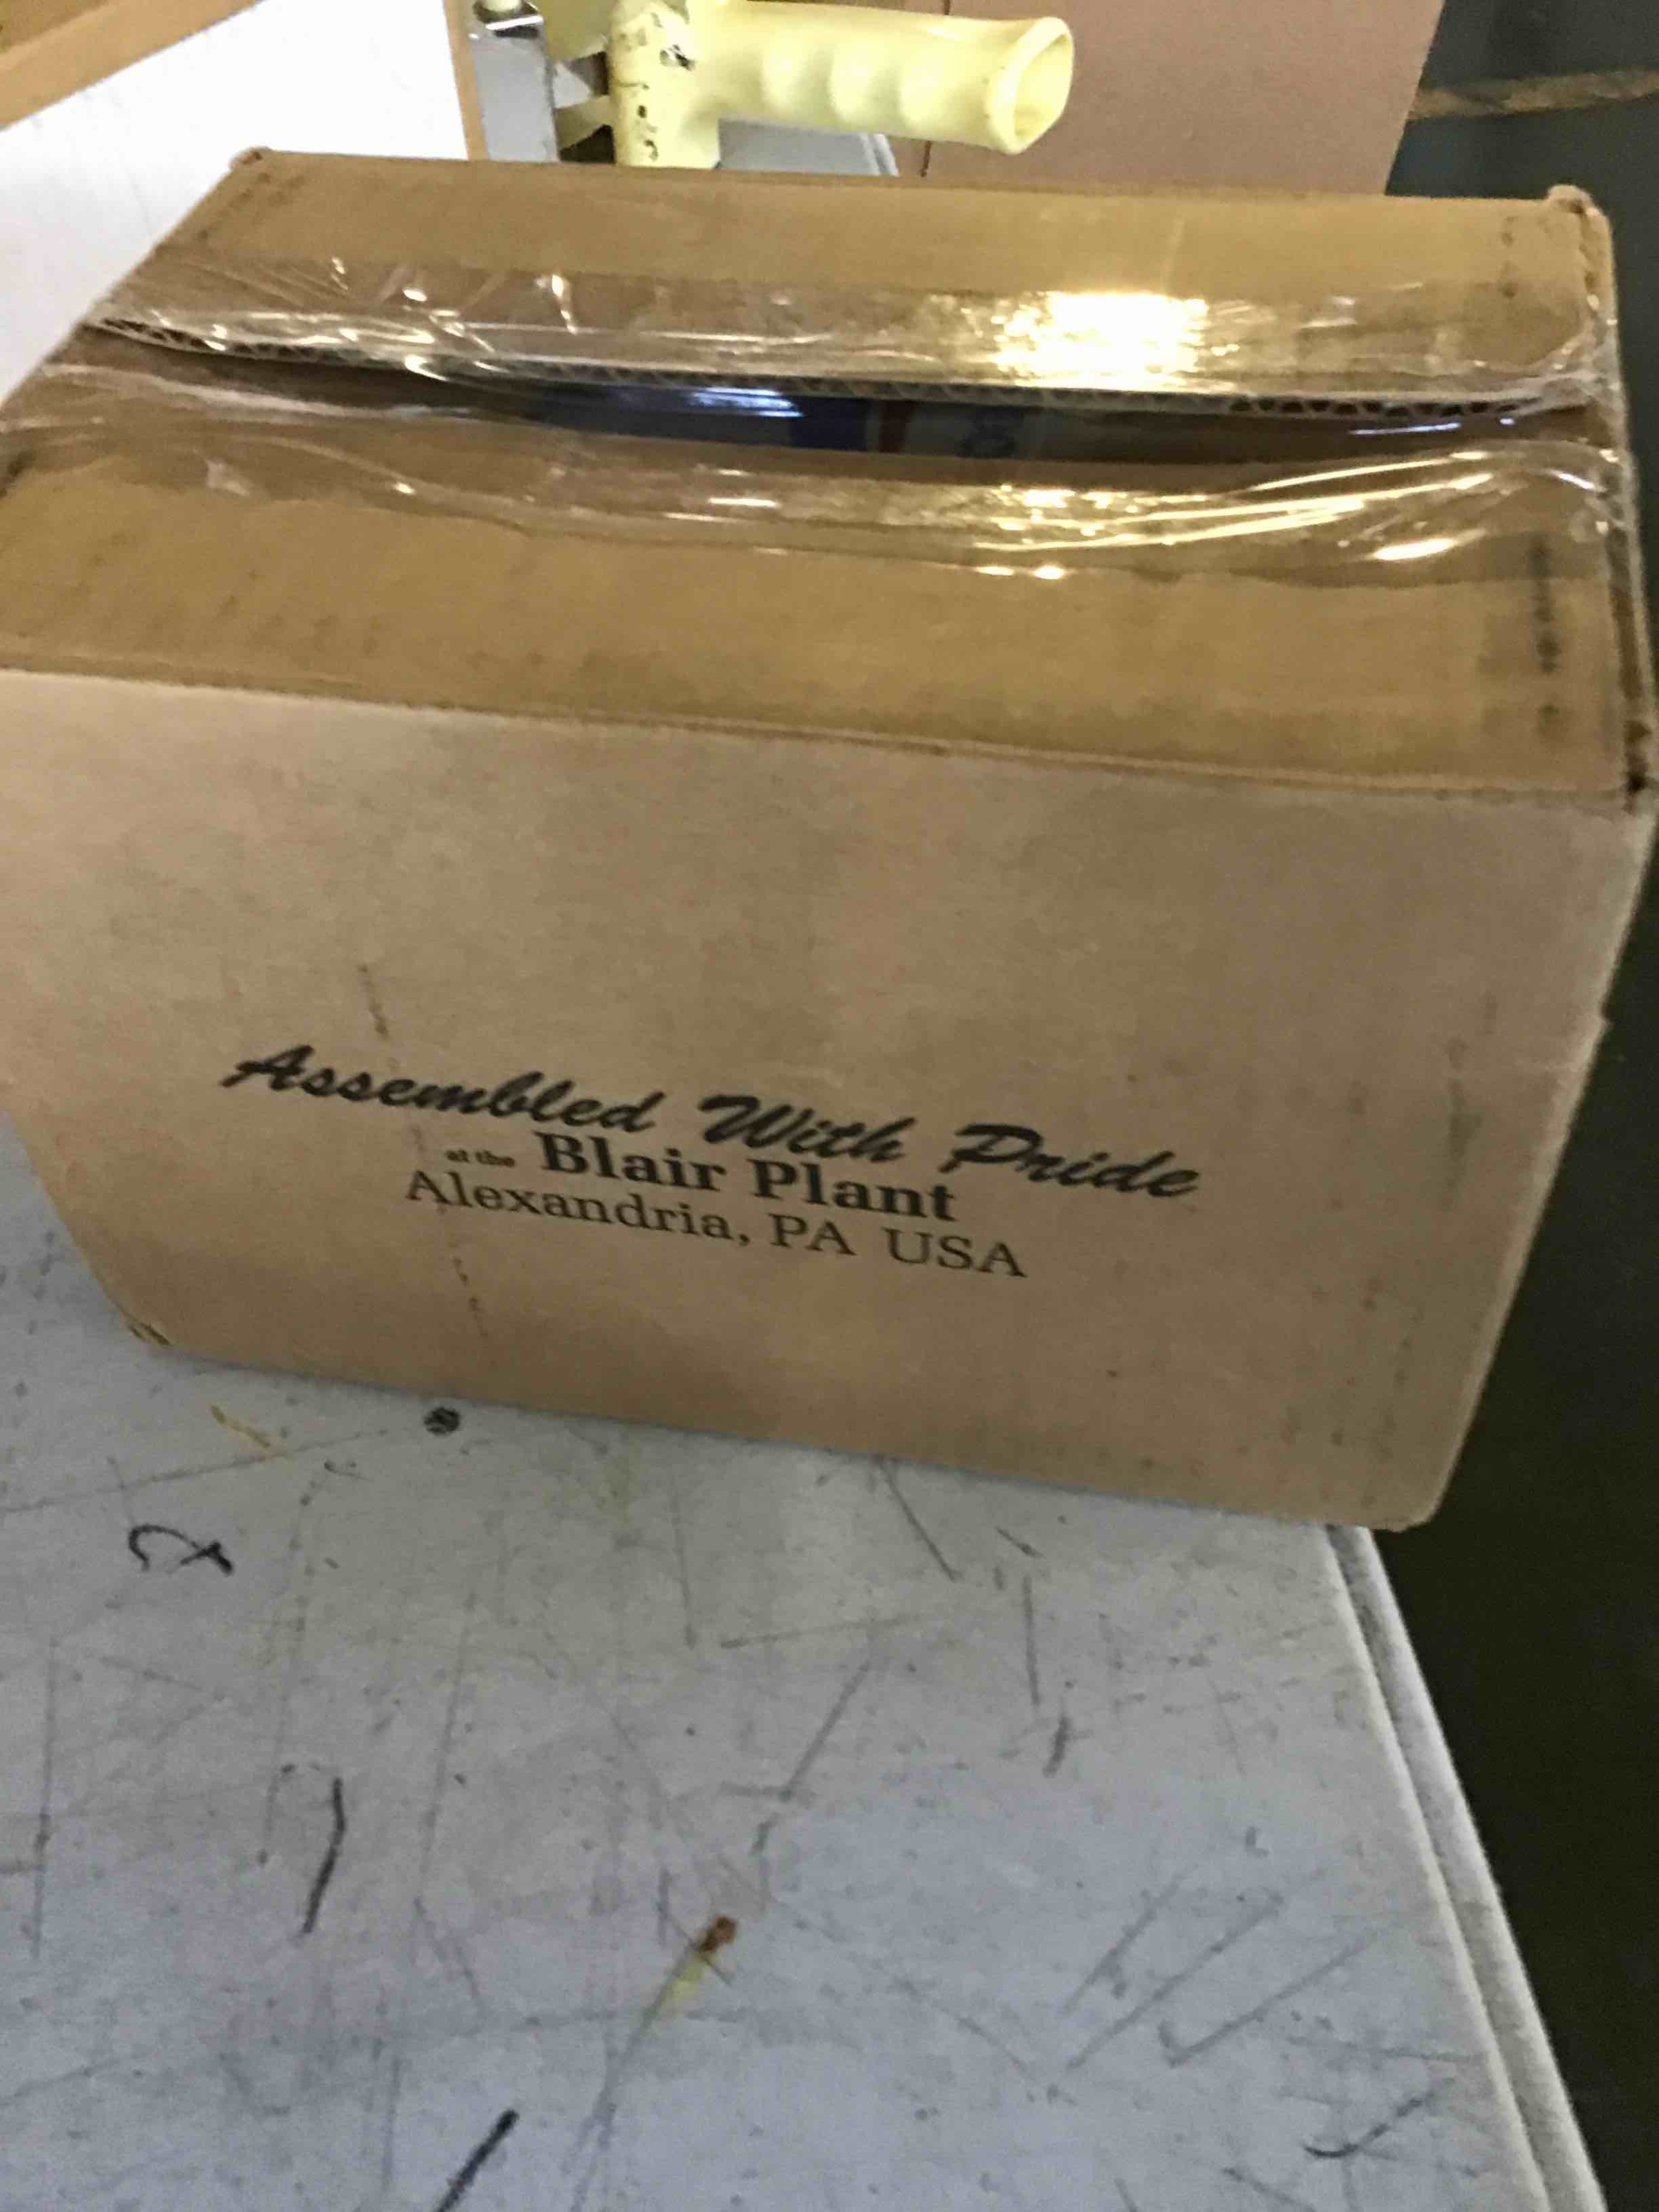 Assembled With Pride
at the Blair Plant
Alexandria, PA USA